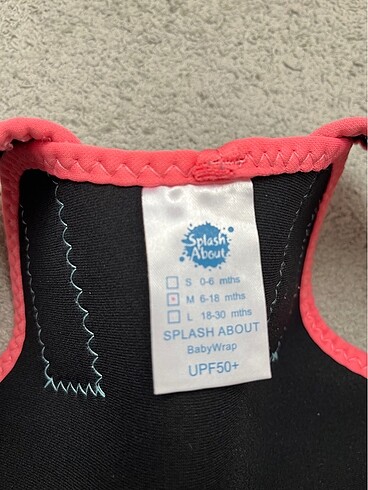 Splash
About
S 0-6 mths
M 6-18 mths
L 18-30 mths
SPLASH ABOUT
BabyWrap
UPF50+